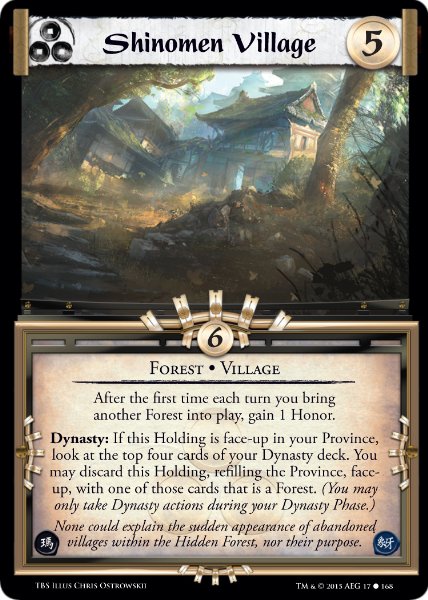 Shinomen Village
5
6
Forest • Village
After the first time each turn you bring
another Forest into play, gain 1 Honor.
Dynasty: If this Holding is face-up in your Province,
look at the top four cards of your Dynasty deck. You
may discard this Holding, refilling the Province, face-
up, with one of those cards that is a Forest. (You may
only take Dynasty actions during your Dynasty Phase.)
None could explain the sudden appearance of abandoned
villages within the Hidden Forest, nor their purpose.
TBS Illus Chris Ostrowski
TM & © 2015 AEG 17 • 168